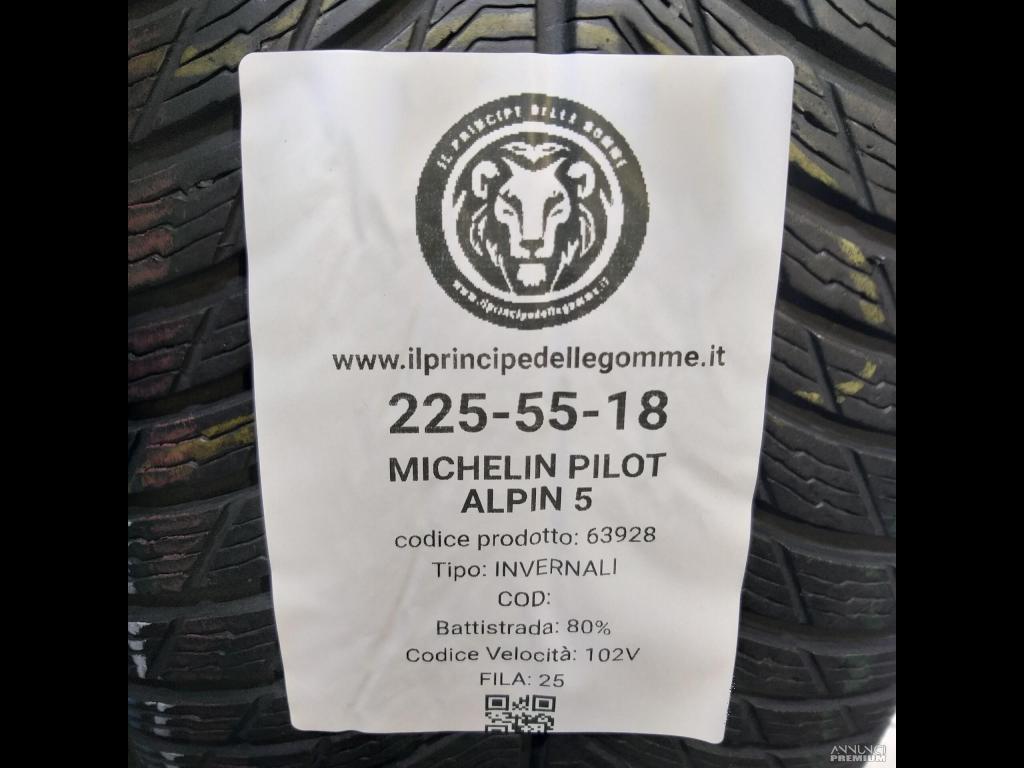 IL PRINCIPE DELLE GOMME
www.ilprincipedellegomme.it
www.ilprincipedellegomme.it
225-55-18
MICHELIN PILOT
ALPIN 5
codice prodotto: 63928
Tipo: INVERNALI
COD:
Battistrada: 80%
Codice Velocità: 102V
FILA: 25
ANNUNCI
PREMIUM